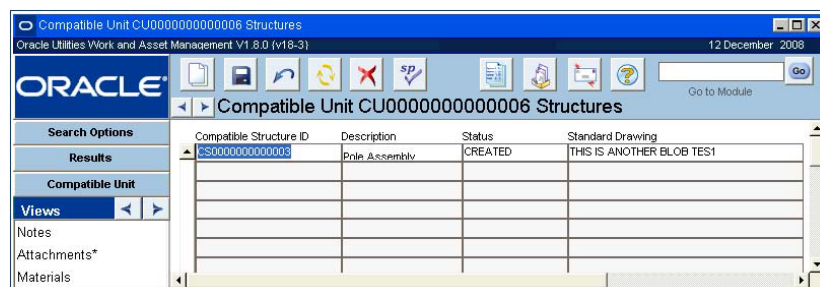 Compatible Unit CU0000000000006 Structures
Oracle Utilities Work and Asset Management V1.8.0 (v18-3) 12 December 2008
ORACLE
sp
Go
Go to Module
Compatible Unit CU0000000000006 Structures
Search Options
Results
Compatible Unit
Views
Notes
Attachments*
Materials
Compatible Structure ID Description Status Standard Drawing
CS0000000000003 Pole Assembly CREATED THIS IS ANOTHER BLOB TES1